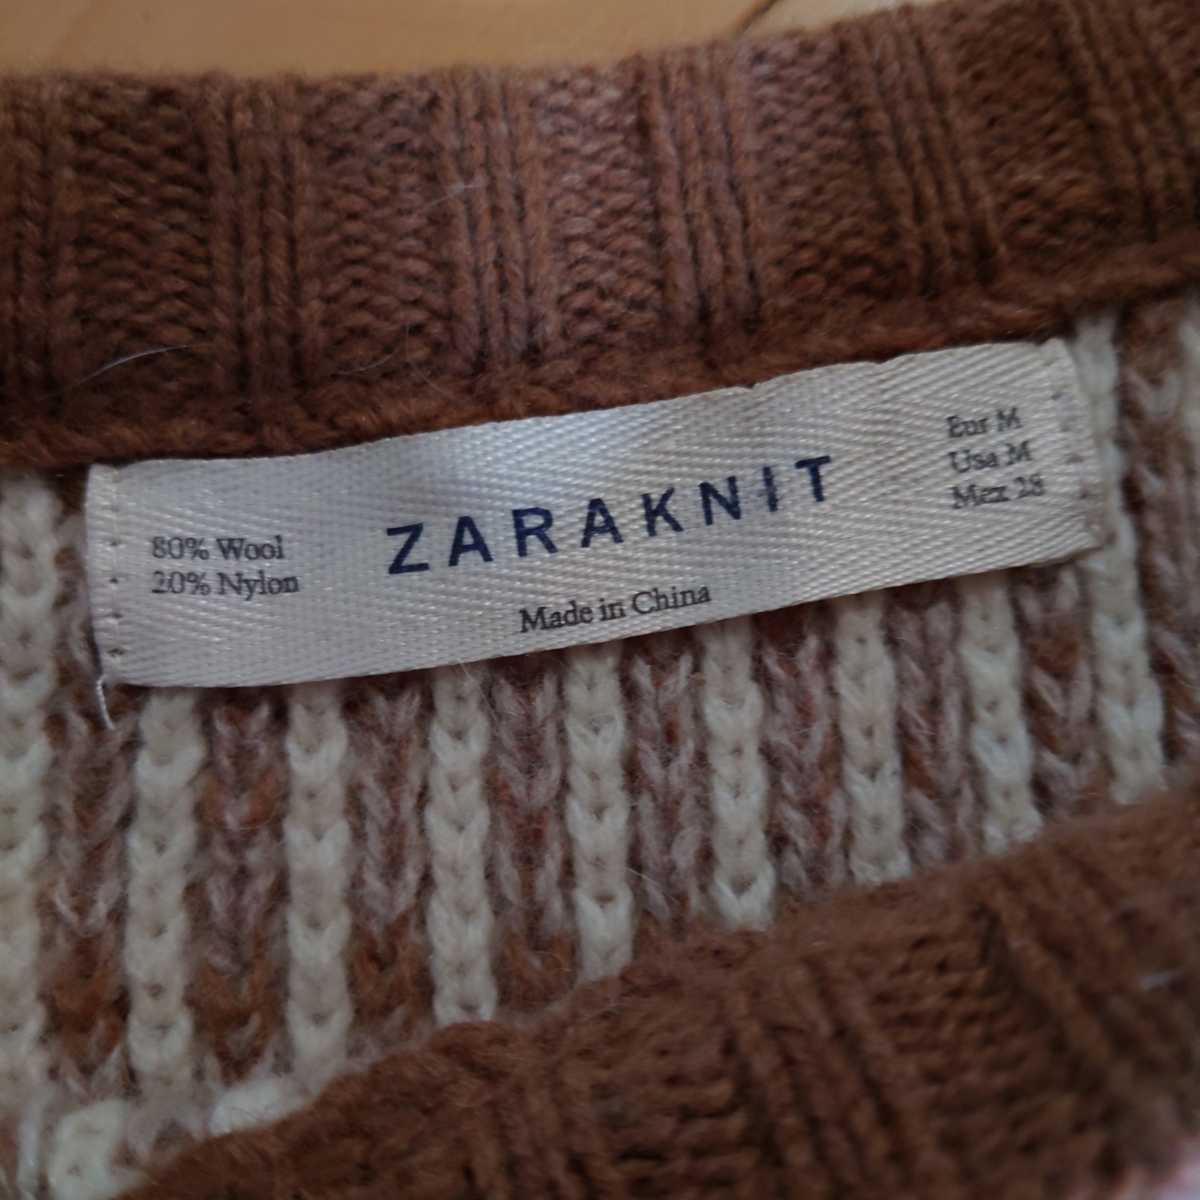 80% Wool
20% Nylon
ZARAKNIT
Made in China
Eur M
Usa M
Mex 28